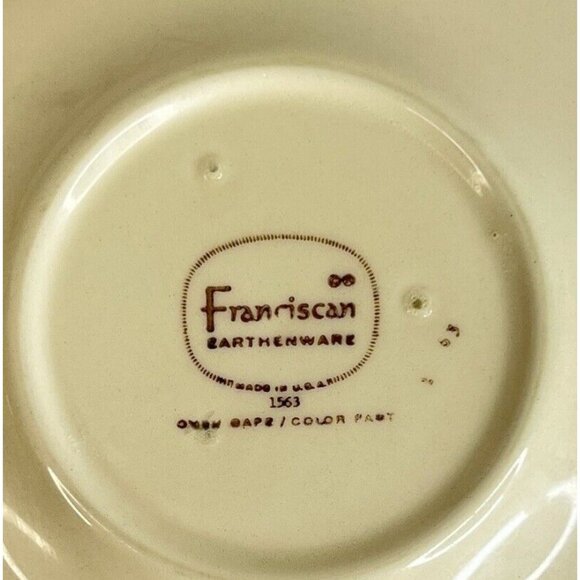 ∞
Franciscan
EARTHENWARE
MADE IN U.S.A.
1563
OVEN SAFE / COLOR FAST